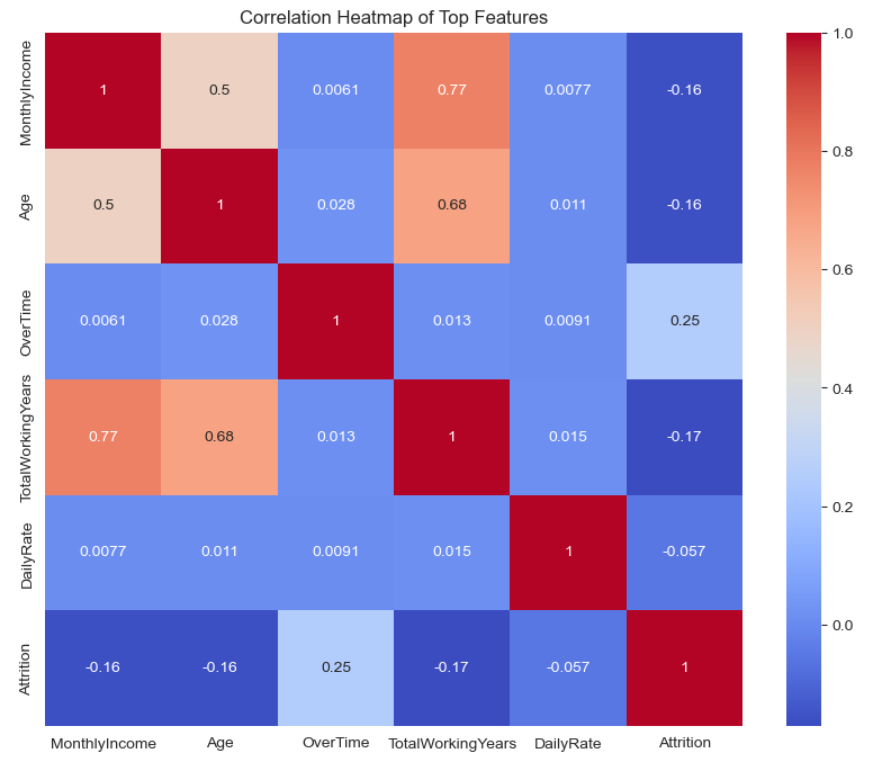 Correlation Heatmap of Top Features
MonthlyIncome 1 0.5 0.0061 0.77 0.0077 -0.16
Age 0.5 1 0.028 0.68 0.011 -0.16
OverTime 0.0061 0.028 1 0.013 0.0091 0.25
TotalWorkingYears 0.77 0.68 0.013 1 0.015 -0.17
DailyRate 0.0077 0.011 0.0091 0.015 1 -0.057
Attrition -0.16 -0.16 0.25 -0.17 -0.057 1
MonthlyIncome Age OverTime TotalWorkingYears DailyRate Attrition
1.0
0.8
0.6
0.4
0.2
0.0